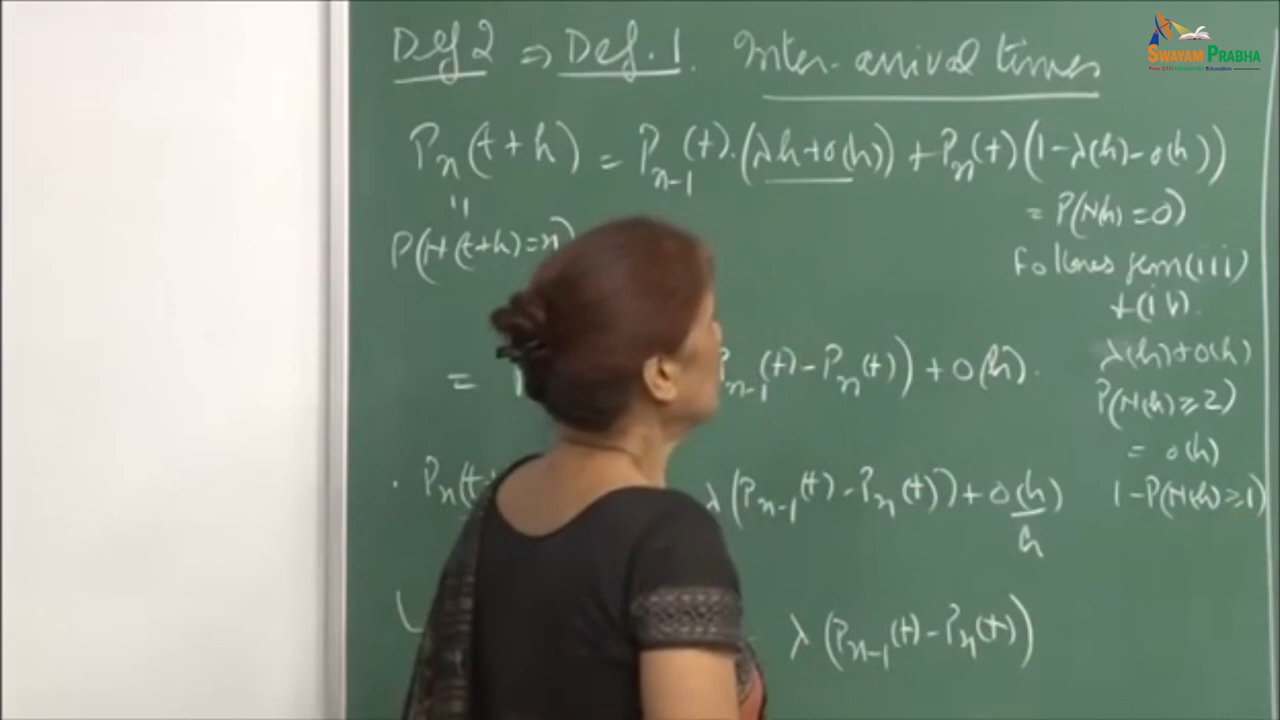 Def 2 ⇒ Def. 1. Inter-arrival times
SWAYAM PRABHA
Pₙ(t+h) = Pₙ₋₁(t).(λh+o(h)) + Pₙ(t)(1-λ(h)-o(h))
= P(N(h)=0)
P(N(t+h)=n)
Follows from (iii)
+(iv).
λ(h)+o(h)
= Pₙ₋₁(t)-Pₙ(t))+o(h).
P(N(h)≥2)
= o(h)
Pₙ(t λ(Pₙ₋₁(t)-Pₙ(t))+o(h)/h
1-P(N(h)≥1)
λ(Pₙ₋₁(t)-Pₙ(t))